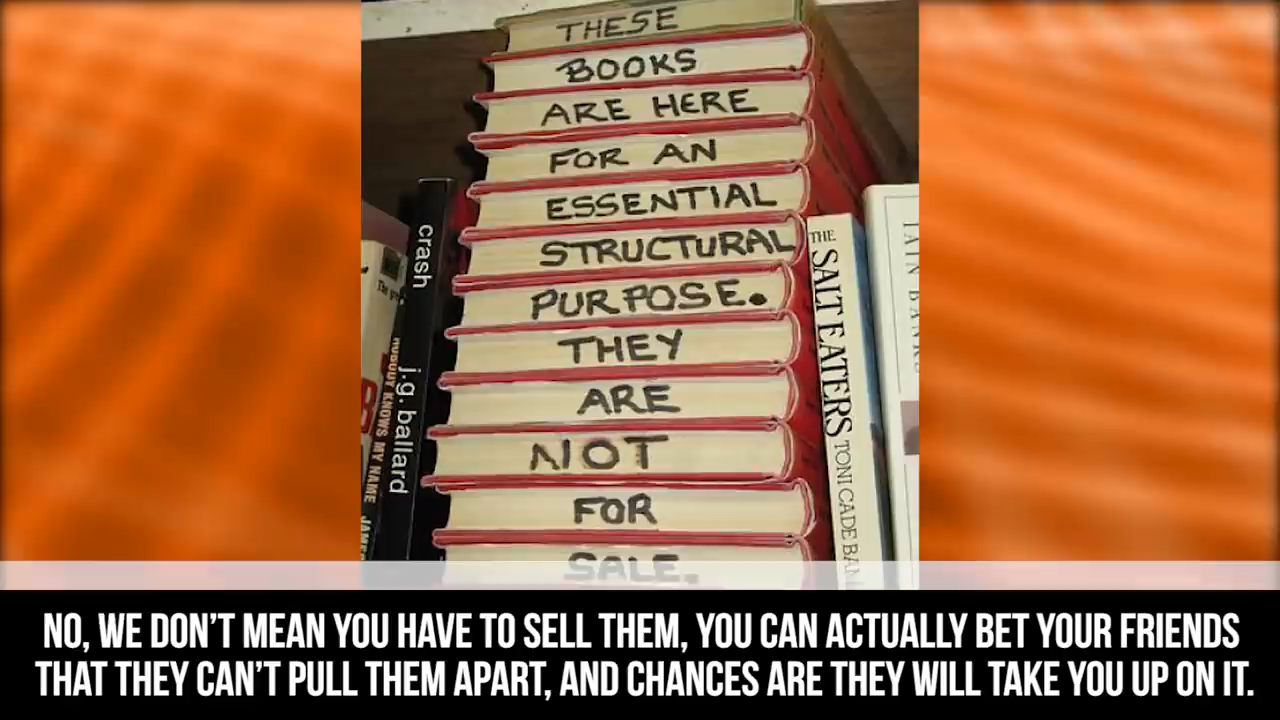 THESE
BOOKS
ARE HERE
FOR AN
ESSENTIAL
STRUCTURAL
PURPOSE.
THEY
ARE
NOT
FOR
SALE.
crash
j.g. ballard
NOBODY KNOWS MY NAME
THE
SALT EATERS
TONI CADE
IAIN BANKS
NO, WE DON'T MEAN YOU HAVE TO SELL THEM, YOU CAN ACTUALLY BET YOUR FRIENDS
THAT THEY CAN'T PULL THEM APART, AND CHANCES ARE THEY WILL TAKE YOU UP ON IT.